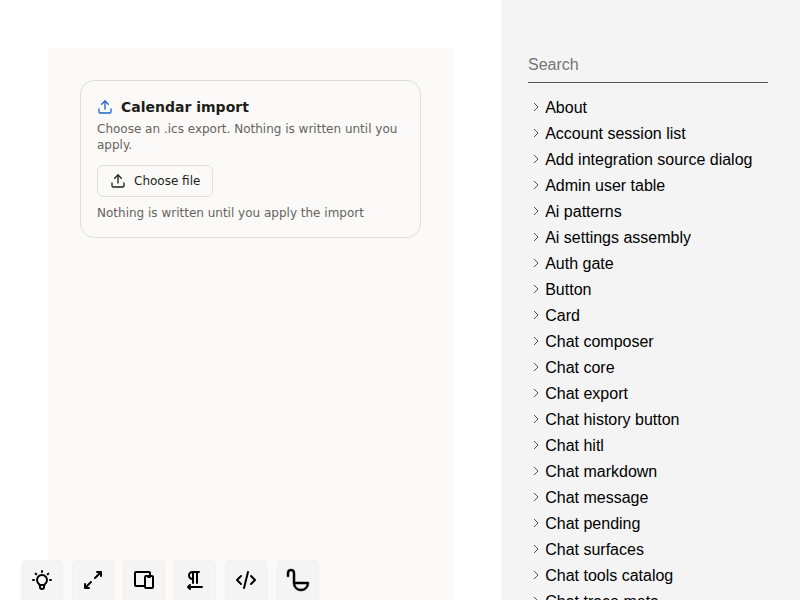 Calendar import
Choose an .ics export. Nothing is written until you
apply.
Choose file
Nothing is written until you apply the import
Search
About
Account session list
Add integration source dialog
Admin user table
Ai patterns
Ai settings assembly
Auth gate
Button
Card
Chat composer
Chat core
Chat export
Chat history button
Chat hitl
Chat markdown
Chat message
Chat pending
Chat surfaces
Chat tools catalog